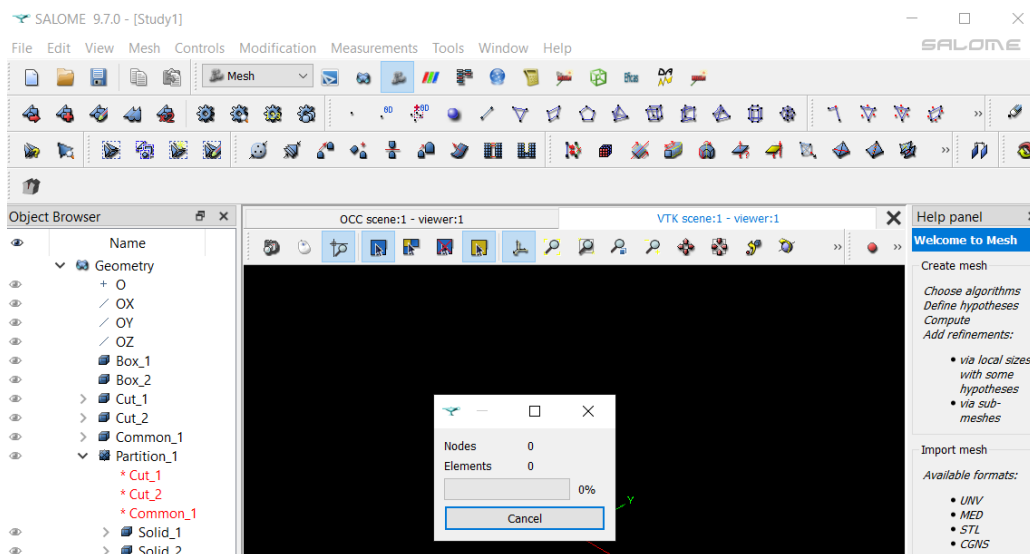 SALOME 9.7.0 - [Study1]
File Edit View Mesh Controls Modification Measurements Tools Window Help
SALOME
Mesh
0D
0D
Object Browser
OCC scene:1 - viewer:1
VTK scene:1 - viewer:1
Help panel
Name
Welcome to Mesh
Geometry
Create mesh
O
OX
OY
OZ
Box_1
Box_2
Cut_1
Cut_2
Common_1
Partition_1
* Cut_1
* Cut_2
* Common_1
Solid_1
Solid_2
Nodes 0
Elements 0
0%
Cancel
Y
Choose algorithms
Define hypotheses
Compute
Add refinements:
• via local sizes
with some
hypotheses
• via sub-
meshes
Import mesh
Available formats:
• UNV
• MED
• STL
• CGNS